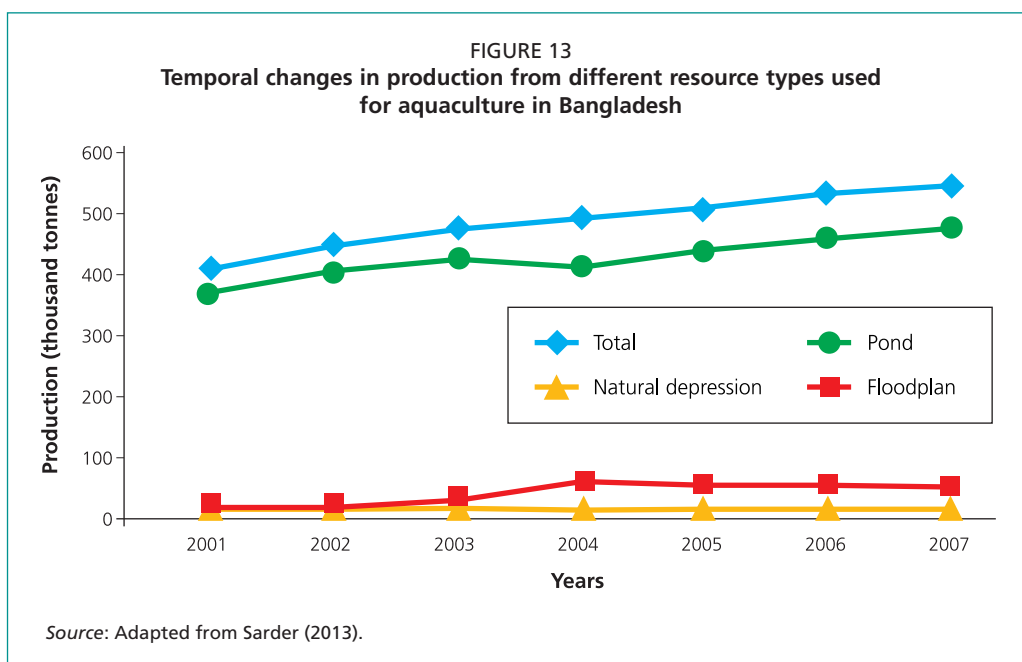 FIGURE 13
Temporal changes in production from different resource types used
for aquaculture in Bangladesh
Production (thousand tonnes)
600
500
400
300
200
100
0
Total
Pond
Natural depression
Floodplan
2001
2002
2003
2004
2005
2006
2007
Years
Source: Adapted from Sarder (2013).